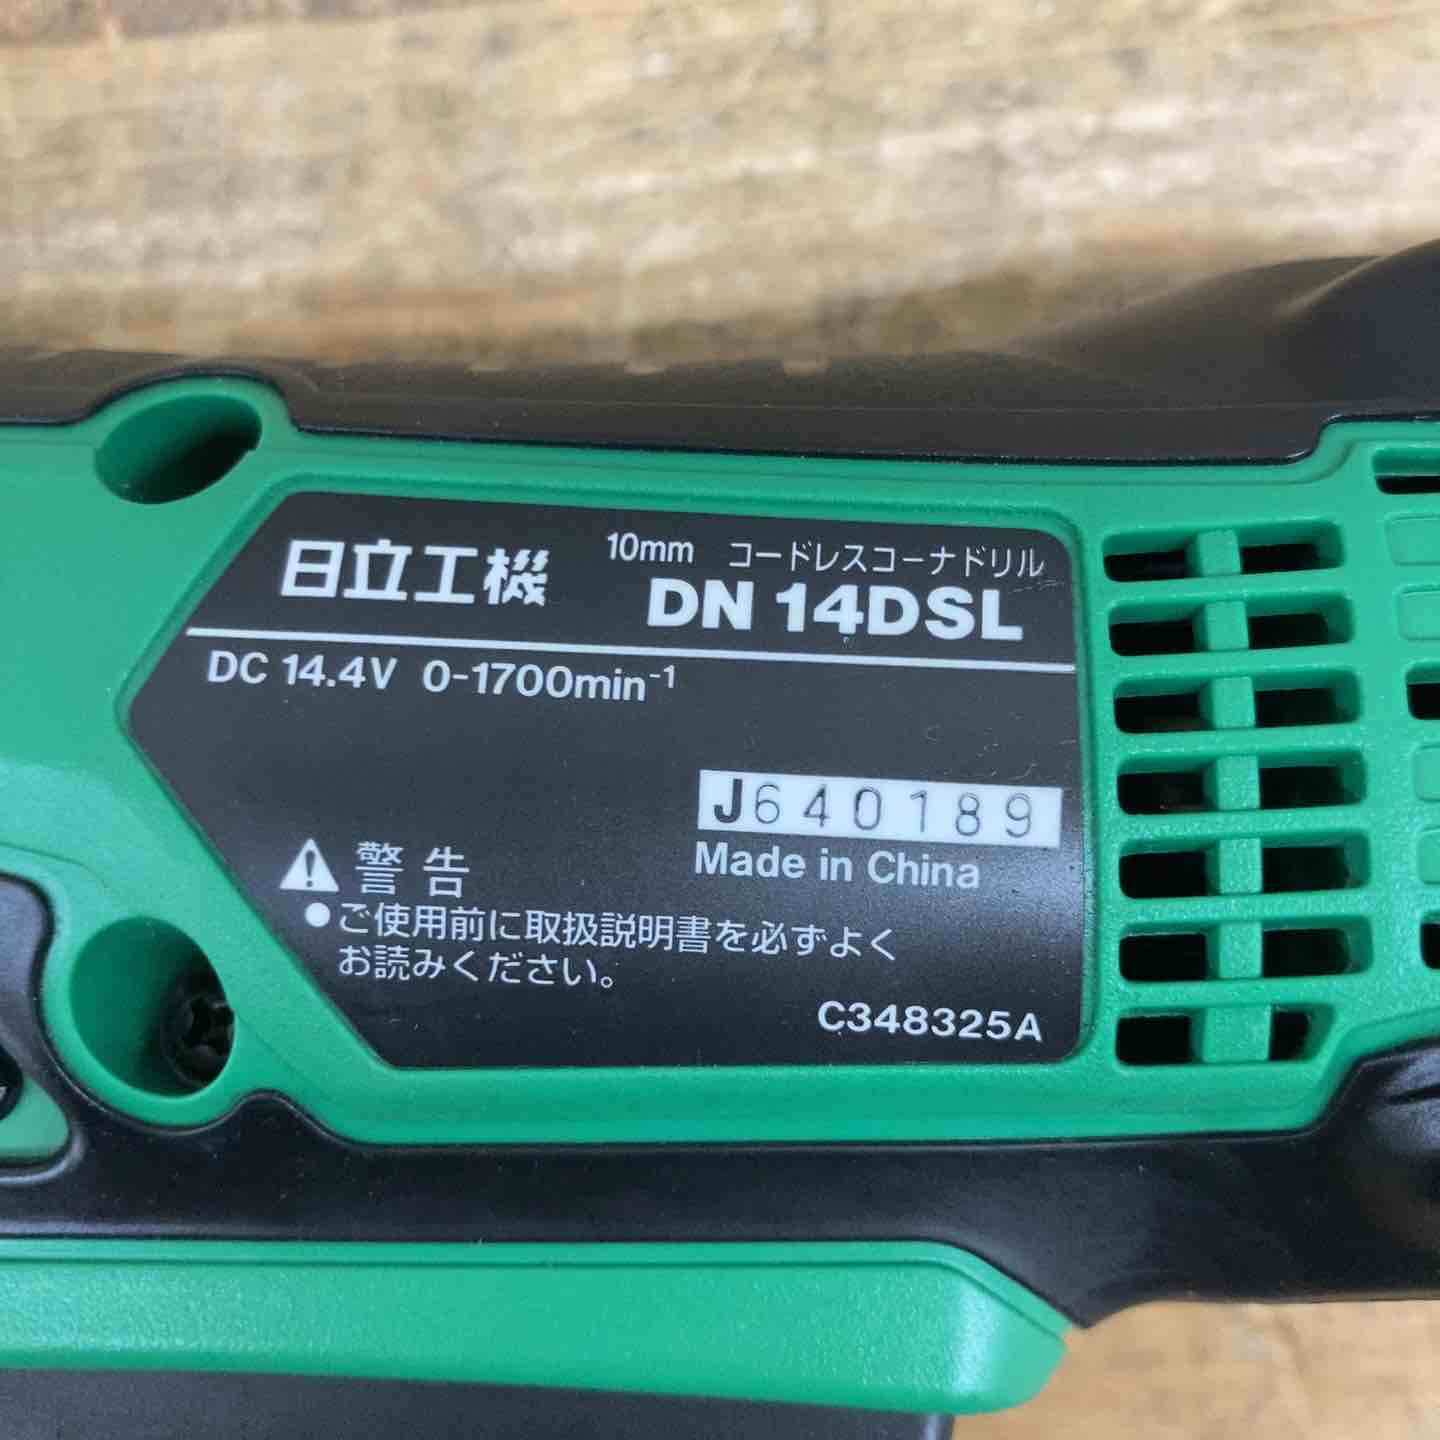 日立工機
10mm コードレスコーナドリル
DN 14DSL
DC 14.4V 0-1700min⁻¹
J640189
Made in China
警告
●ご使用前に取扱説明書を必ずよく
お読みください。
C348325A